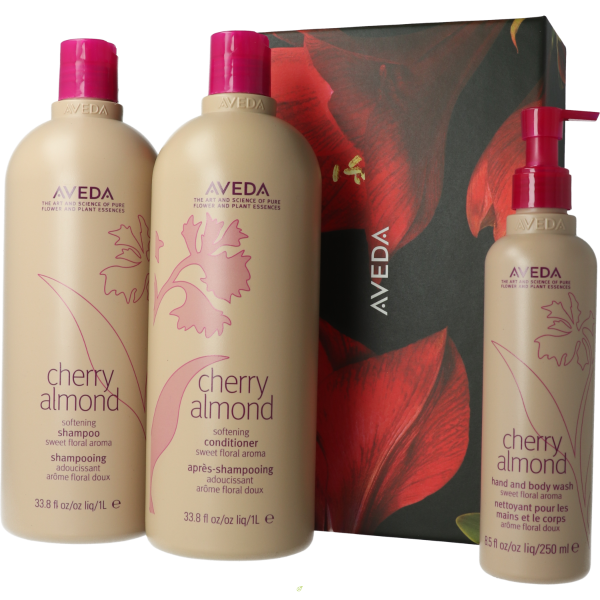 AVEDA
AVEDA
THE ART AND SCIENCE OF PURE
FLOWER AND PLANT ESSENCES
cherry
almond
softening
shampoo
sweet floral aroma
shampooing
adoucissant
arôme floral doux
33.8 fl oz/oz liq/1L e
AVEDA
AVEDA
THE ART AND SCIENCE OF PURE
FLOWER AND PLANT ESSENCES
cherry
almond
softening
conditioner
sweet floral aroma
après-shampooing
adoucissant
arôme floral doux
33.8 fl oz/oz liq/1L e
AVEDA
AVEDA
AVEDA
THE ART AND SCIENCE OF PURE
FLOWER AND PLANT ESSENCES
cherry
almond
hand and body wash
sweet floral aroma
nettoyant pour les
mains et le corps
arôme floral doux
8.5 fl oz/oz liq/250 ml e